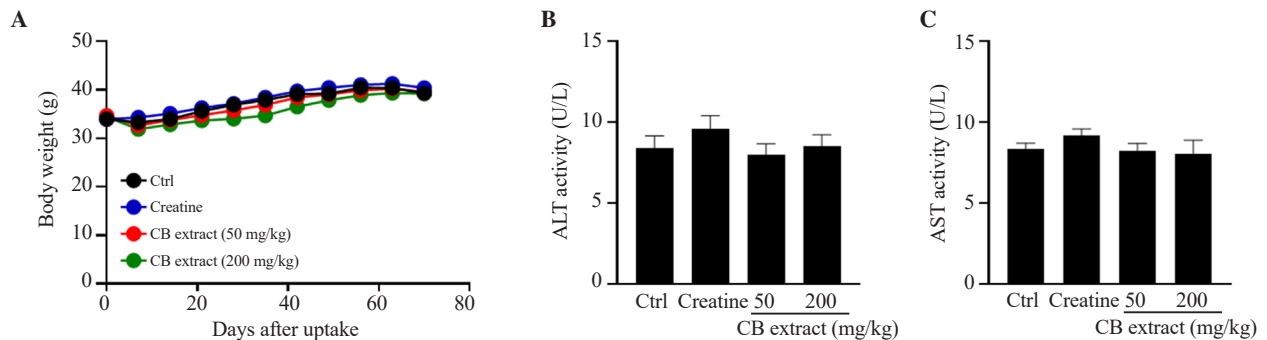 A
Body weight (g)
50
40
30
20
10
0
Ctrl
Creatine
CB extract (50 mg/kg)
CB extract (200 mg/kg)
0 20 40 60 80
Days after uptake
B
ALT activity (U/L)
15
10
5
0
Ctrl Creatine 50 200
CB extract (mg/kg)
C
AST activity (U/L)
15
10
5
0
Ctrl Creatine 50 200
CB extract (mg/kg)